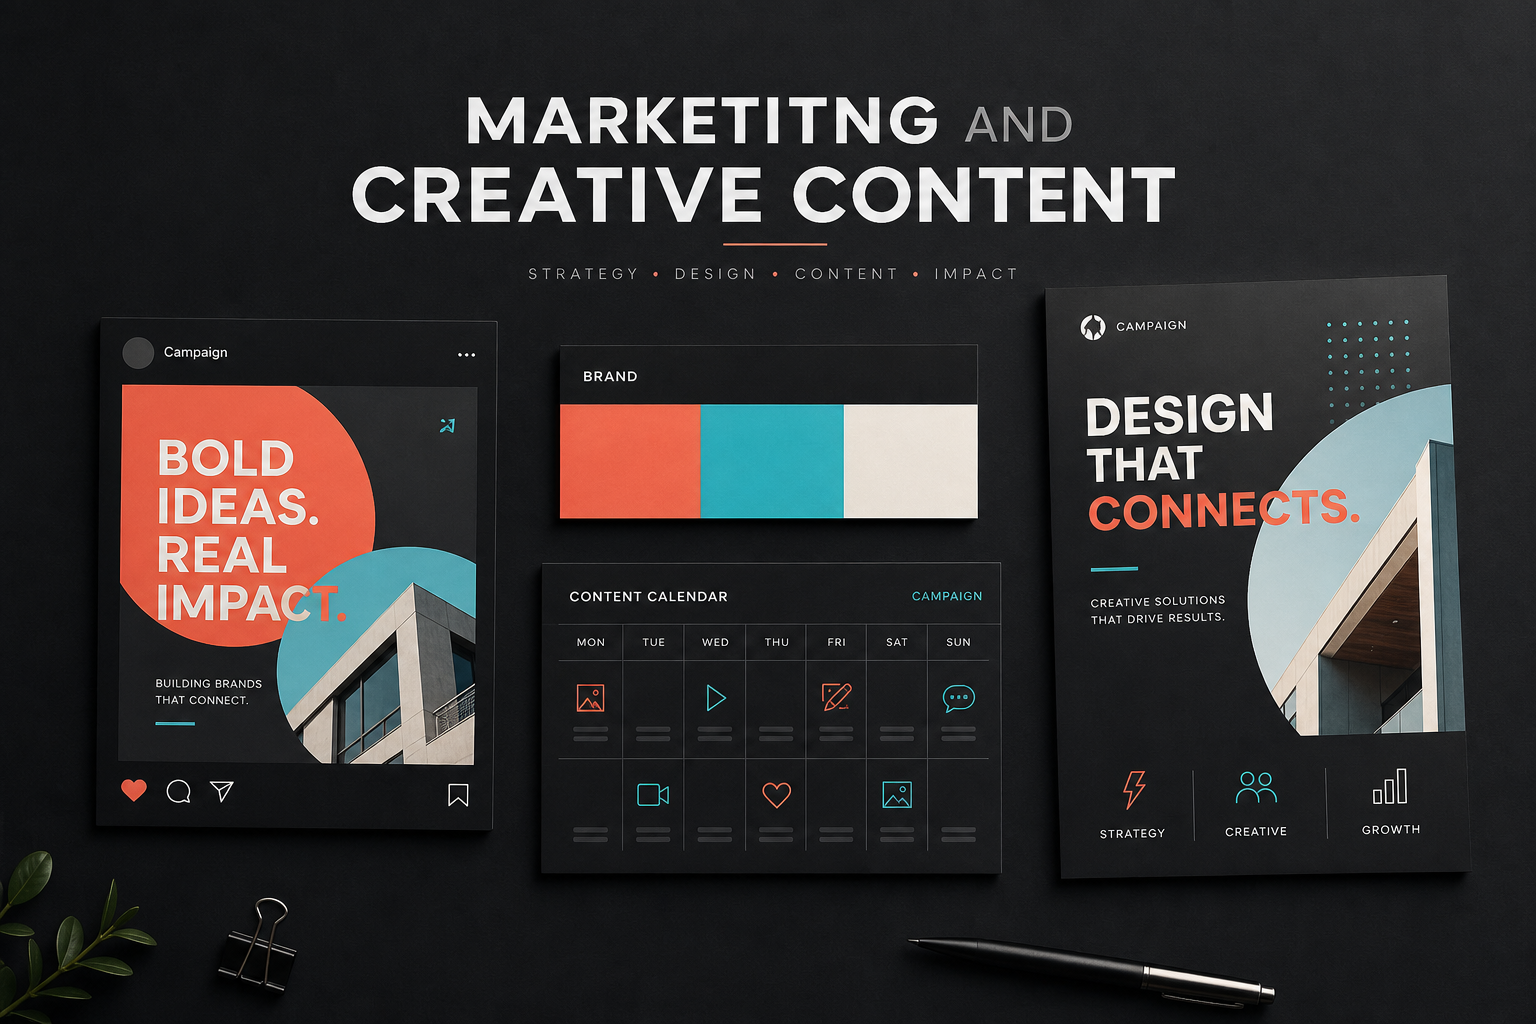 MARKETITNG AND
CREATIVE CONTENT
STRATEGY • DESIGN • CONTENT • IMPACT
Campaign
BOLD
IDEAS.
REAL
IMPACT.
BUILDING BRANDS
THAT CONNECT.
BRAND
CONTENT CALENDAR CAMPAIGN
MON TUE WED THU FRI SAT SUN
CAMPAIGN
DESIGN
THAT
CONNECTS.
CREATIVE SOLUTIONS
THAT DRIVE RESULTS.
STRATEGY CREATIVE GROWTH